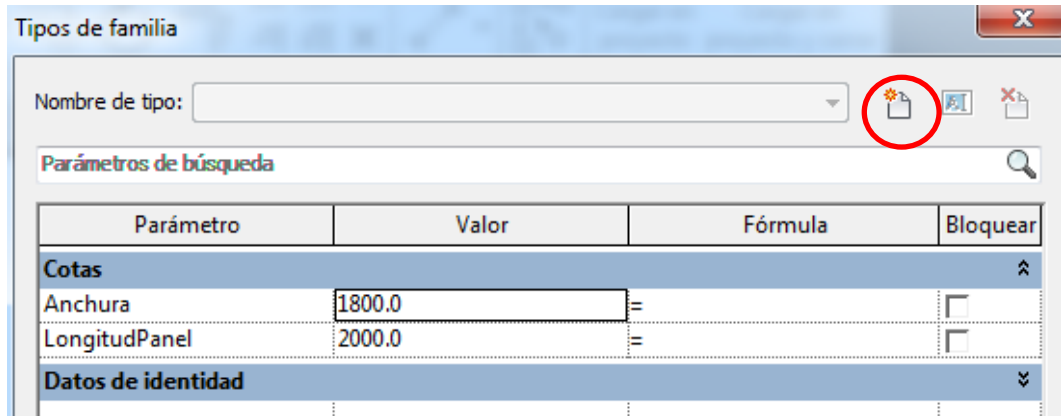 Tipos de familia
Nombre de tipo:
Parámetros de búsqueda
Parámetro Valor Fórmula Bloquear
Cotas
Anchura 1800.0 =
LongitudPanel 2000.0 =
Datos de identidad